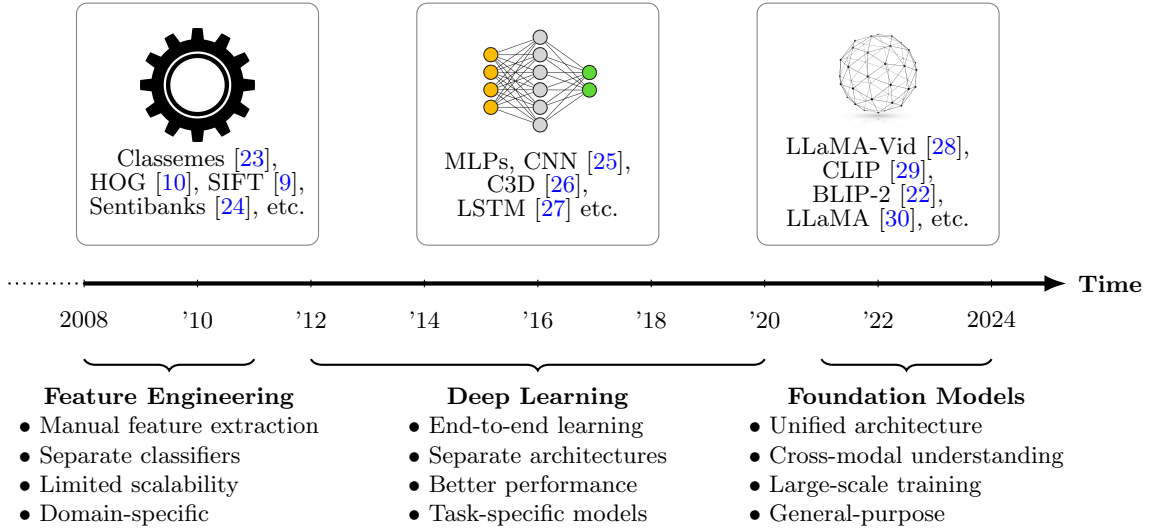 Classemes [23],
HOG [10], SIFT [9],
Sentibanks [24], etc.
MLPs, CNN [25],
C3D [26],
LSTM [27] etc.
LLaMA-Vid [28],
CLIP [29],
BLIP-2 [22],
LLaMA [30], etc.
Time
2008 '10 '12 '14 '16 '18 '20 '22 2024
Feature Engineering
• Manual feature extraction
• Separate classifiers
• Limited scalability
• Domain-specific
Deep Learning
• End-to-end learning
• Separate architectures
• Better performance
• Task-specific models
Foundation Models
• Unified architecture
• Cross-modal understanding
• Large-scale training
• General-purpose